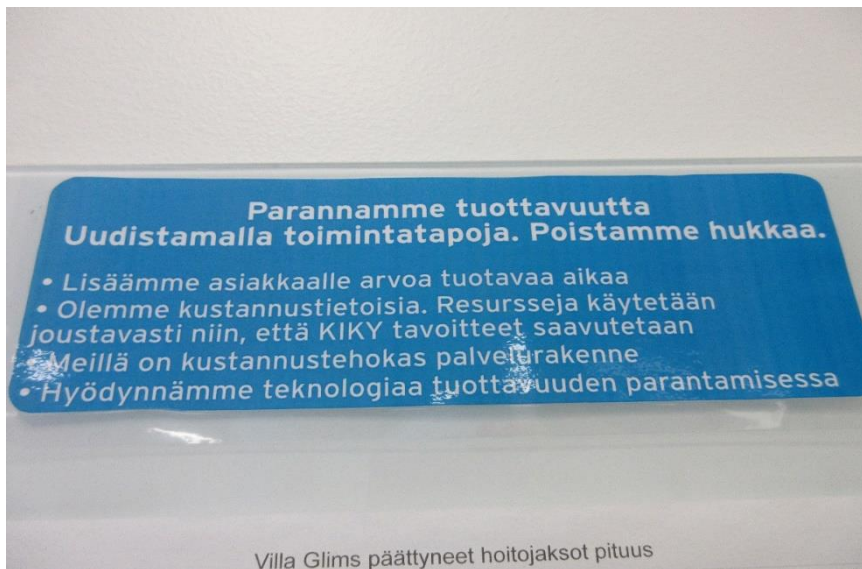 Parannamme tuottavuutta
Uudistamalla toimintatapoja. Poistamme hukkaa.
• Lisäämme asiakkaalle arvoa tuotavaa aikaa
• Olemme kustannustietoisia. Resursseja käytetään
joustavasti niin, että KIKY tavoitteet saavutetaan
• Meillä on kustannustehokas palvelurakenne
• Hyödynnämme teknologiaa tuottavuuden parantamisessa
Villa Glims päättyneet hoitojaksot pituus